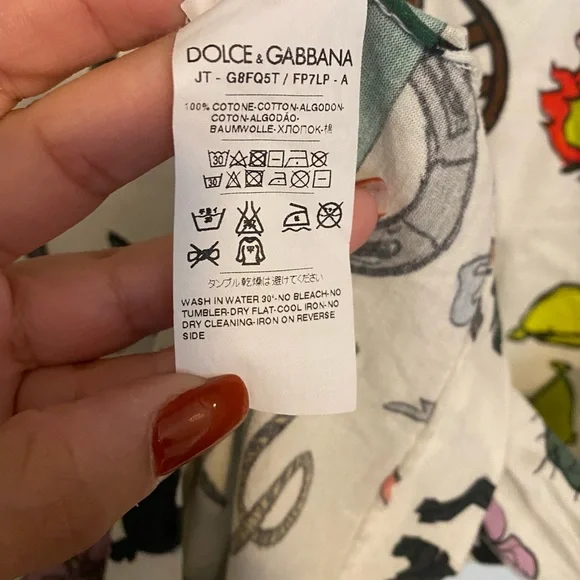 DOLCE & GABBANA
JT - G8FQ5T / FP7LP - A
100% COTONE-COTTON-ALGODON-
COTON-ALGODÃO-
BAUMWOLLE-ХЛОПОК-棉
30
30
タンブル乾燥は避けてください
WASH IN WATER 30°-NO BLEACH-NO
TUMBLER-DRY FLAT-COOL IRON-NO
DRY CLEANING-IRON ON REVERSE
SIDE